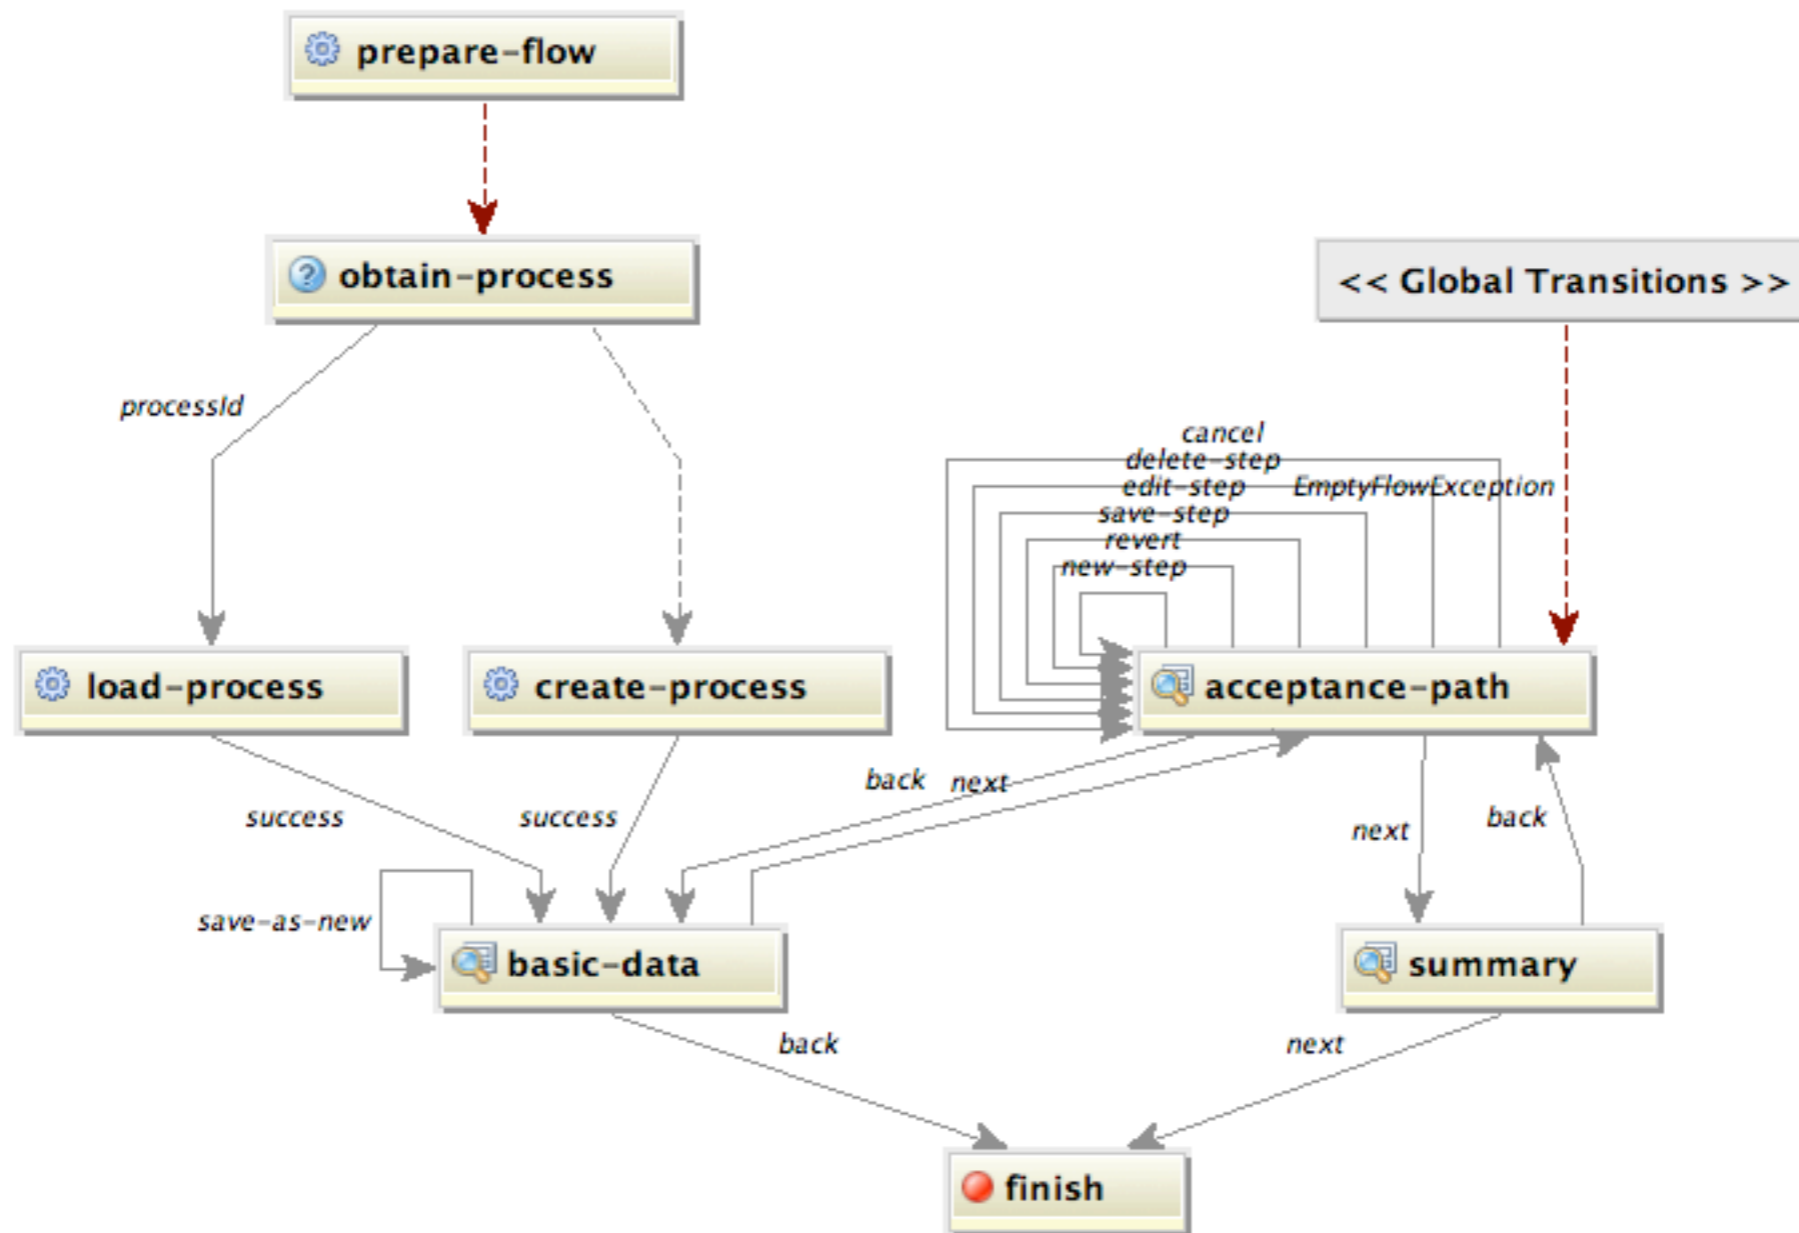 prepare-flow
obtain-process
<< Global Transitions >>
processId
cancel
delete-step
edit-step
EmptyFlowException
save-step
revert
new-step
load-process
create-process
acceptance-path
back
next
success
success
next
back
save-as-new
basic-data
summary
back
next
finish